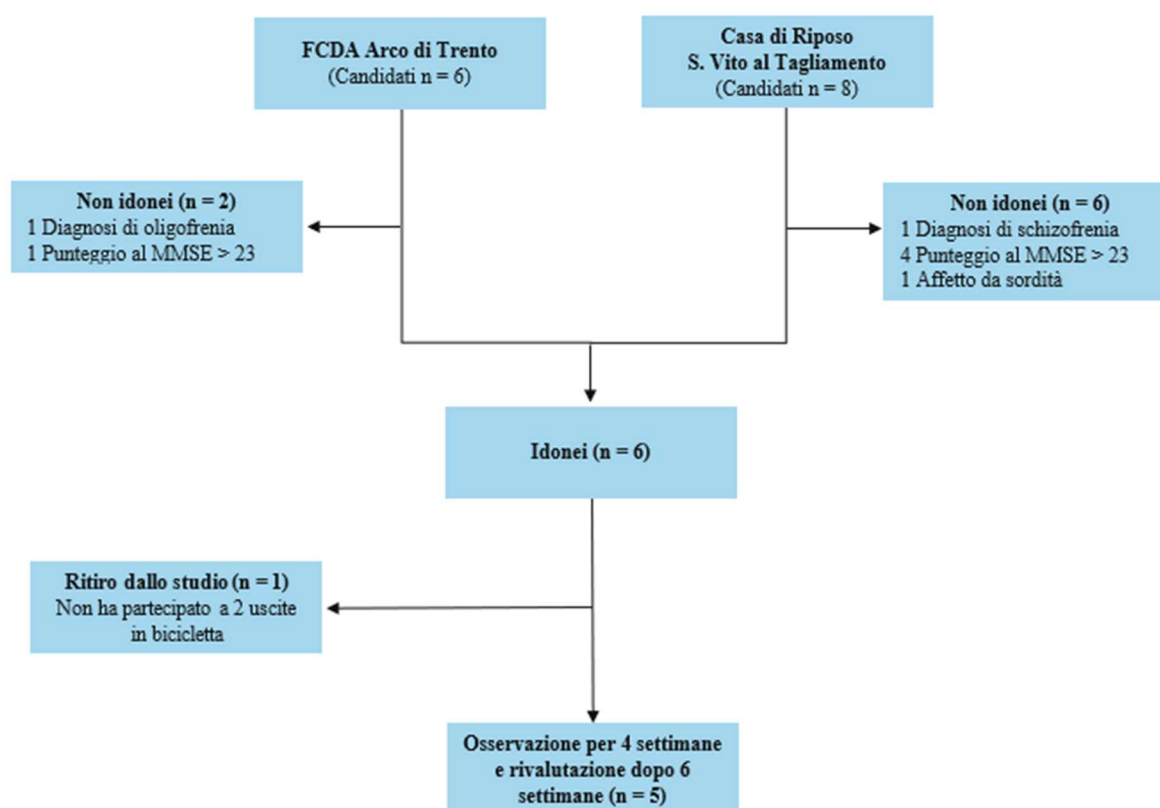 FCDA Arco di Trento
(Candidati n = 6)
Casa di Riposo
S. Vito al Tagliamento
(Candidati n = 8)
Non idonei (n = 2)
1 Diagnosi di oligofrenia
1 Punteggio al MMSE > 23
Non idonei (n = 6)
1 Diagnosi di schizofrenia
4 Punteggio al MMSE > 23
1 Affetto da sordità
Idonei (n = 6)
Ritiro dallo studio (n = 1)
Non ha partecipato a 2 uscite
in bicicletta
Osservazione per 4 settimane
e rivalutazione dopo 6
settimane (n = 5)